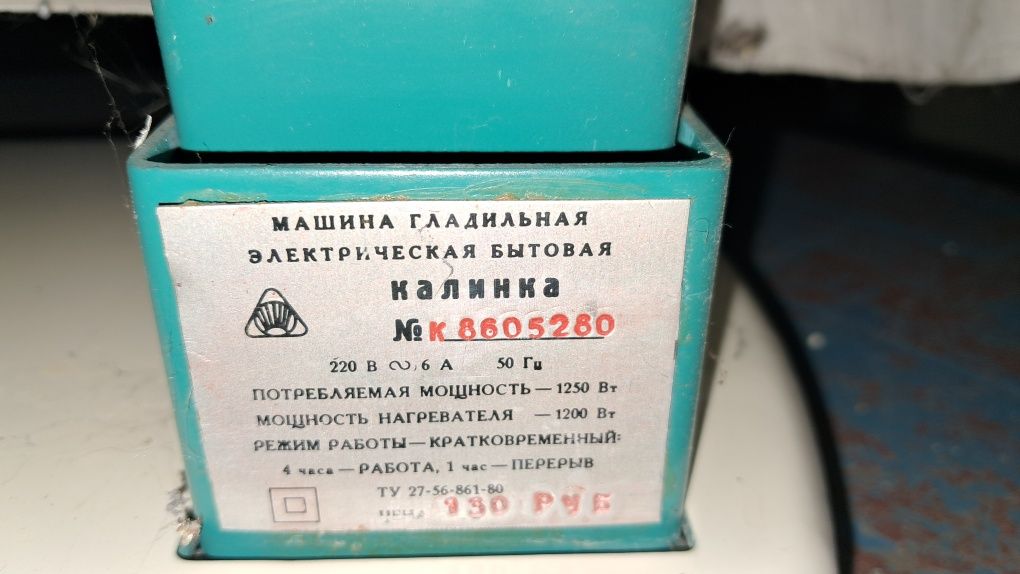 МАШИНА ГЛАДИЛЬНАЯ
ЭЛЕКТРИЧЕСКАЯ БЫТОВАЯ
калинка
№ К 8605280
220 В ∿ 6 А 50 Гц
ПОТРЕБЛЯЕМАЯ МОЩНОСТЬ — 1250 Вт
МОЩНОСТЬ НАГРЕВАТЕЛЯ — 1200 Вт
РЕЖИМ РАБОТЫ — КРАТКОВРЕМЕННЫЙ:
4 часа — РАБОТА, 1 час — ПЕРЕРЫВ
ТУ 27-56-861-80
ЦЕНА 130 РУБ